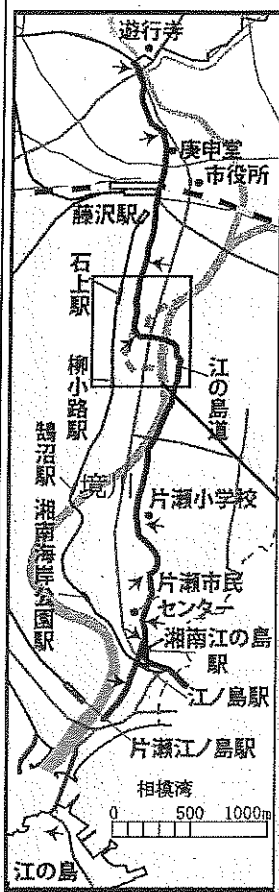 遊行寺
庚申堂
市役所
藤沢駅
石上駅
柳小路駅
江の島道
鵠沼駅
境川
湘南海岸公園駅
片瀬小学校
片瀬市民
センター
湘南江の島
駅
江ノ島駅
片瀬江ノ島駅
相模湾
0 500 1000m
江の島